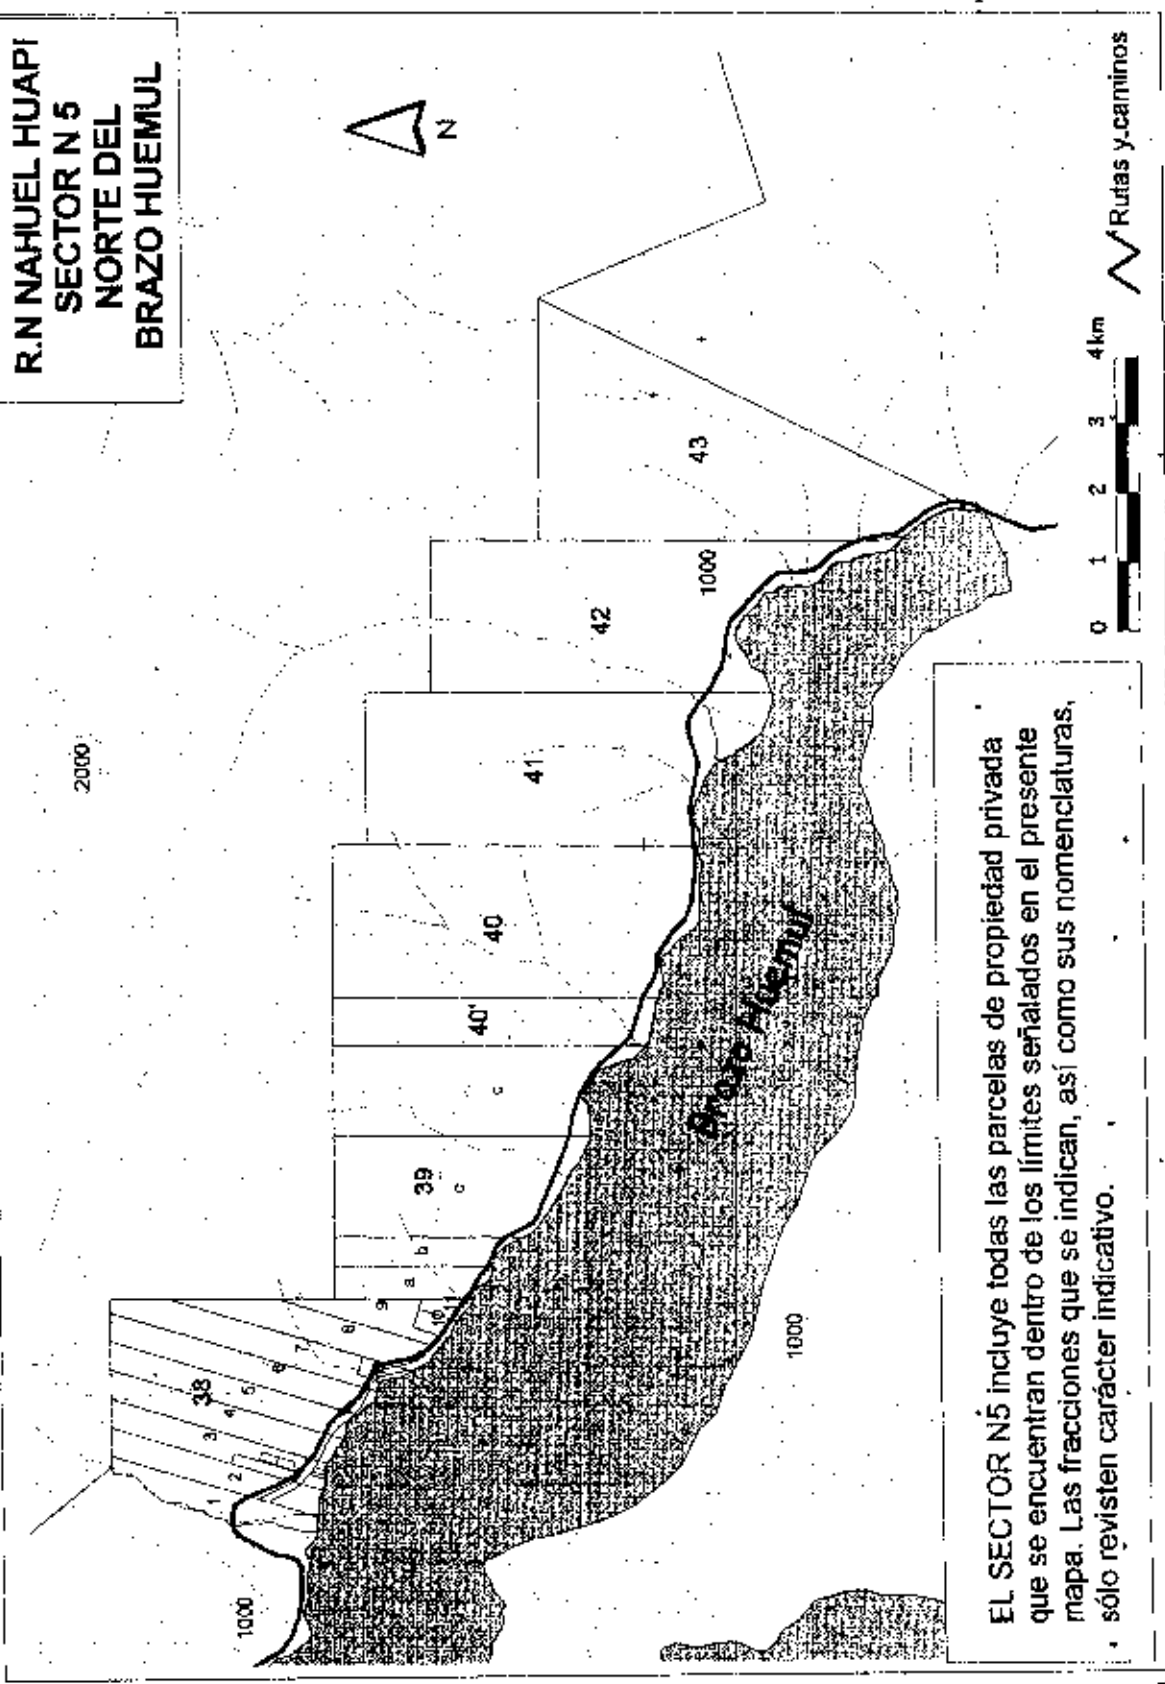 R.N NAHUEL HUAPI
SECTOR N 5
NORTE DEL
BRAZO HUEMUL
N
2000
1000
38
1
2
3
4
5
6
7
8
9
10
11
39
a
b
c
c
40'
40
41
42
43
1000
Brazo Huemul
1000
0 1 2 3 4km
Rutas y caminos
EL SECTOR N5 incluye todas las parcelas de propiedad privada
que se encuentran dentro de los límites señalados en el presente
mapa. Las fracciones que se indican, así como sus nomenclaturas,
sólo revisten carácter indicativo.